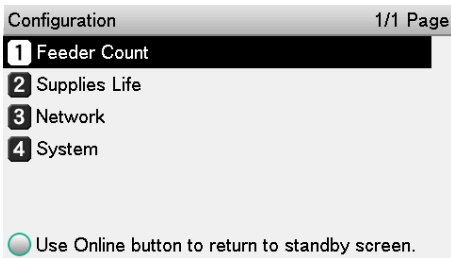 Configuration 1/1 Page
1 Feeder Count
2 Supplies Life
3 Network
4 System
Use Online button to return to standby screen.